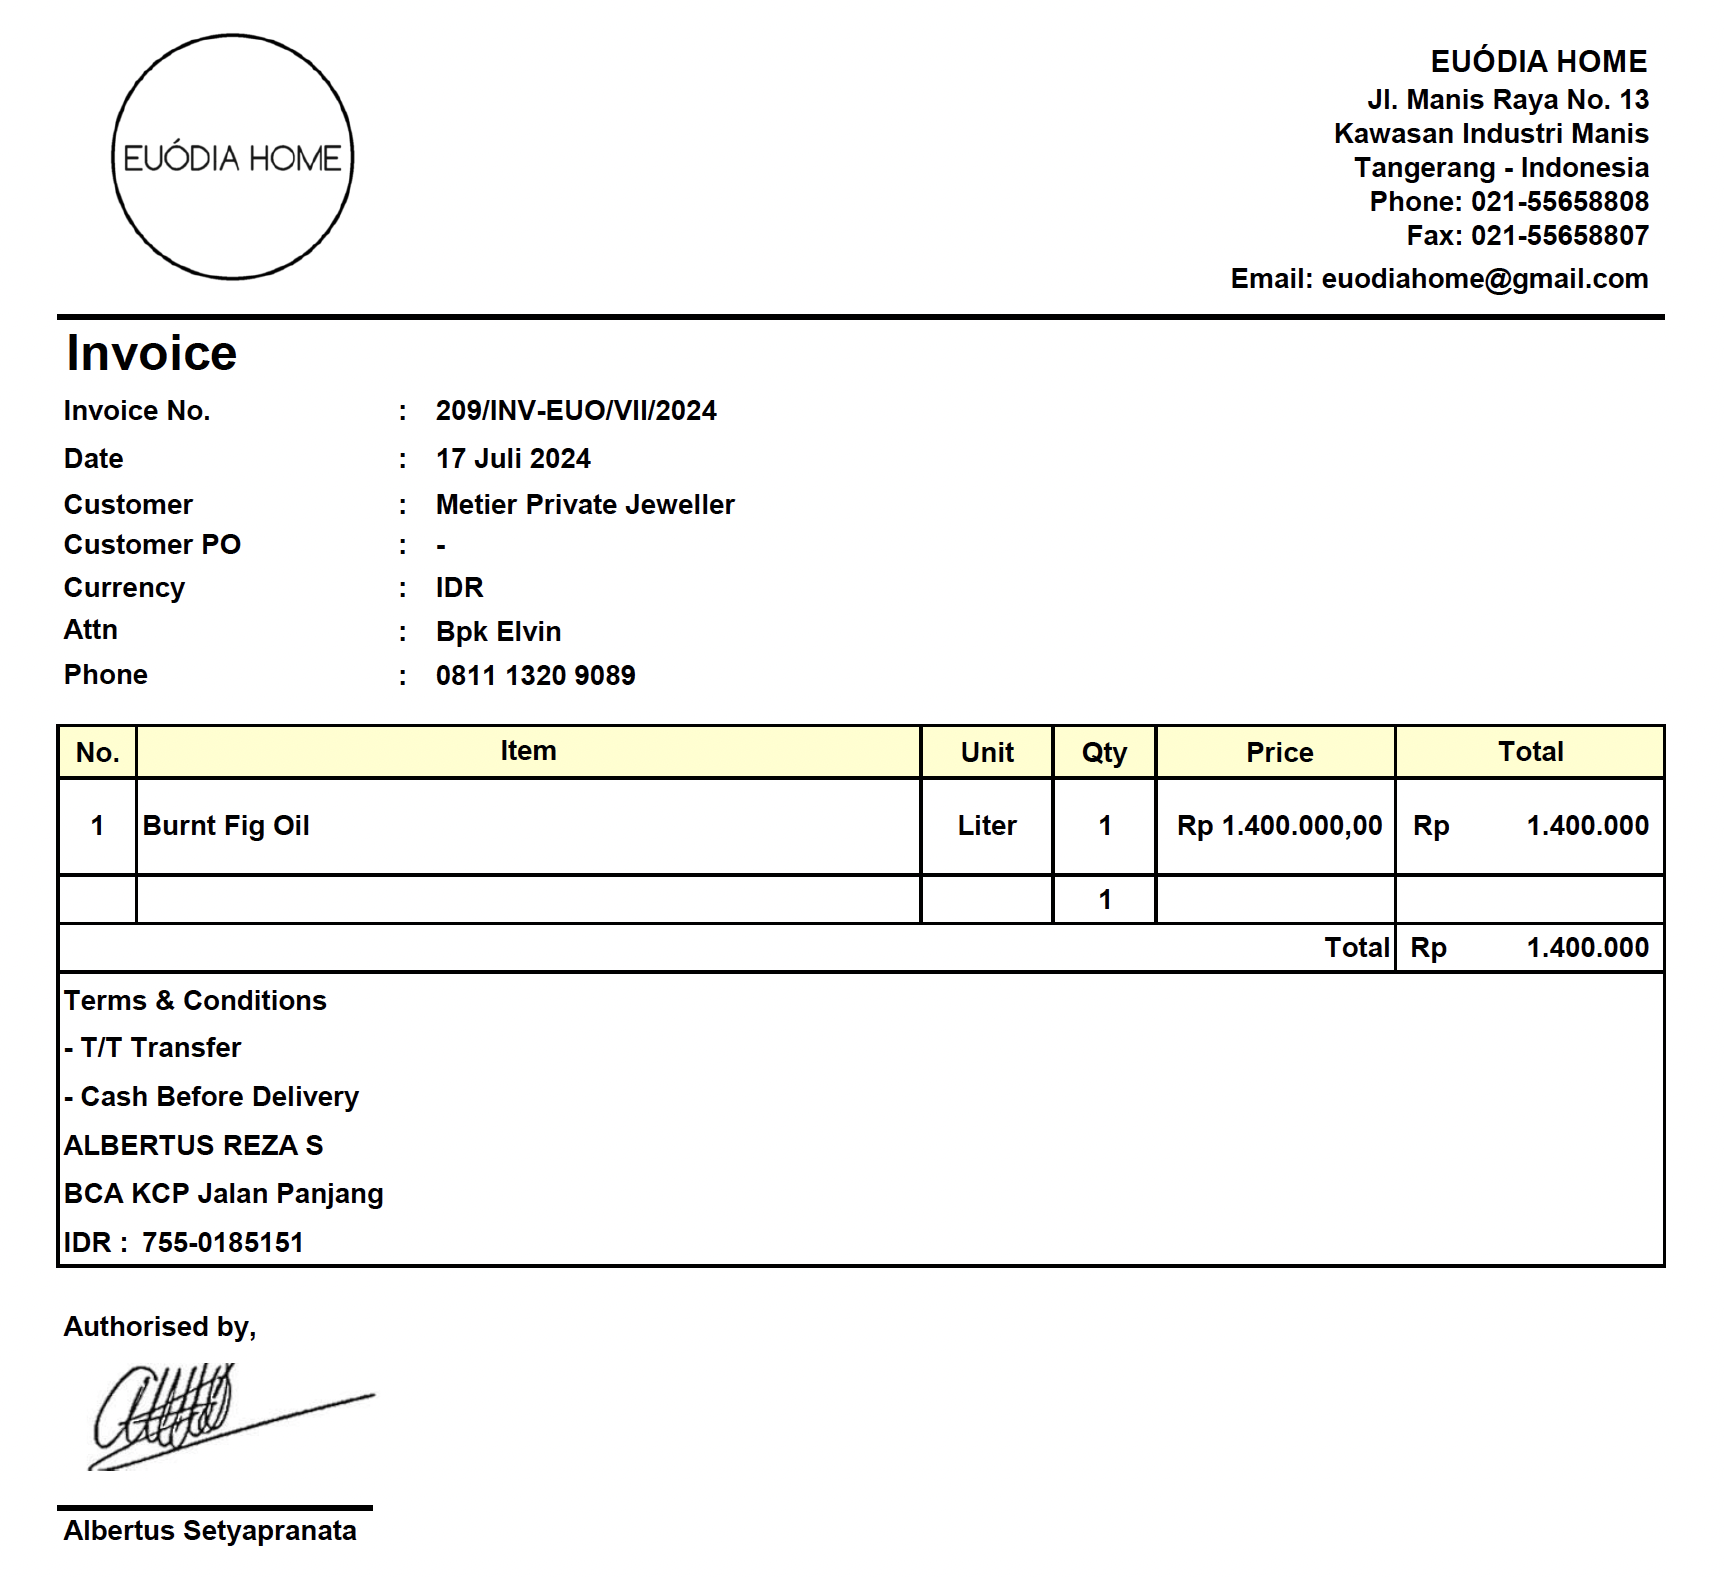 EUÓDIA HOME
EUÓDIA HOME
Jl. Manis Raya No. 13
Kawasan Industri Manis
Tangerang - Indonesia
Phone: 021-55658808
Fax: 021-55658807
Email: euodiahome@gmail.com
Invoice
Invoice No. : 209/INV-EUO/VII/2024
Date : 17 Juli 2024
Customer : Metier Private Jeweller
Customer PO : -
Currency : IDR
Attn : Bpk Elvin
Phone : 0811 1320 9089
No. Item Unit Qty Price Total
1 Burnt Fig Oil Liter 1 Rp 1.400.000,00 Rp 1.400.000
1
Total Rp 1.400.000
Terms & Conditions
- T/T Transfer
- Cash Before Delivery
ALBERTUS REZA S
BCA KCP Jalan Panjang
IDR : 755-0185151
Authorised by,
Albertus Setyapranata